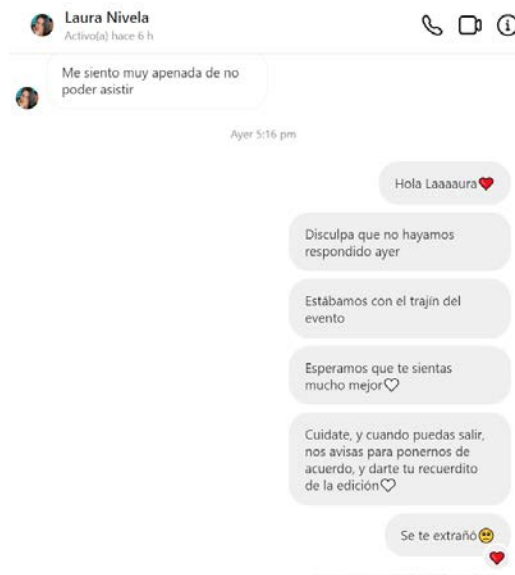 Laura Nivela
Activo(a) hace 6 h
Me siento muy apenada de no
poder asistir
Ayer 5:16 pm
Hola Laaaaura❤️
Disculpa que no hayamos
respondido ayer
Estábamos con el trajín del
evento
Esperamos que te sientas
mucho mejor♡
Cuidate, y cuando puedas salir,
nos avisas para ponernos de
acuerdo, y darte tu recuerdito
de la edición♡
Se te extrañó🥺
❤️